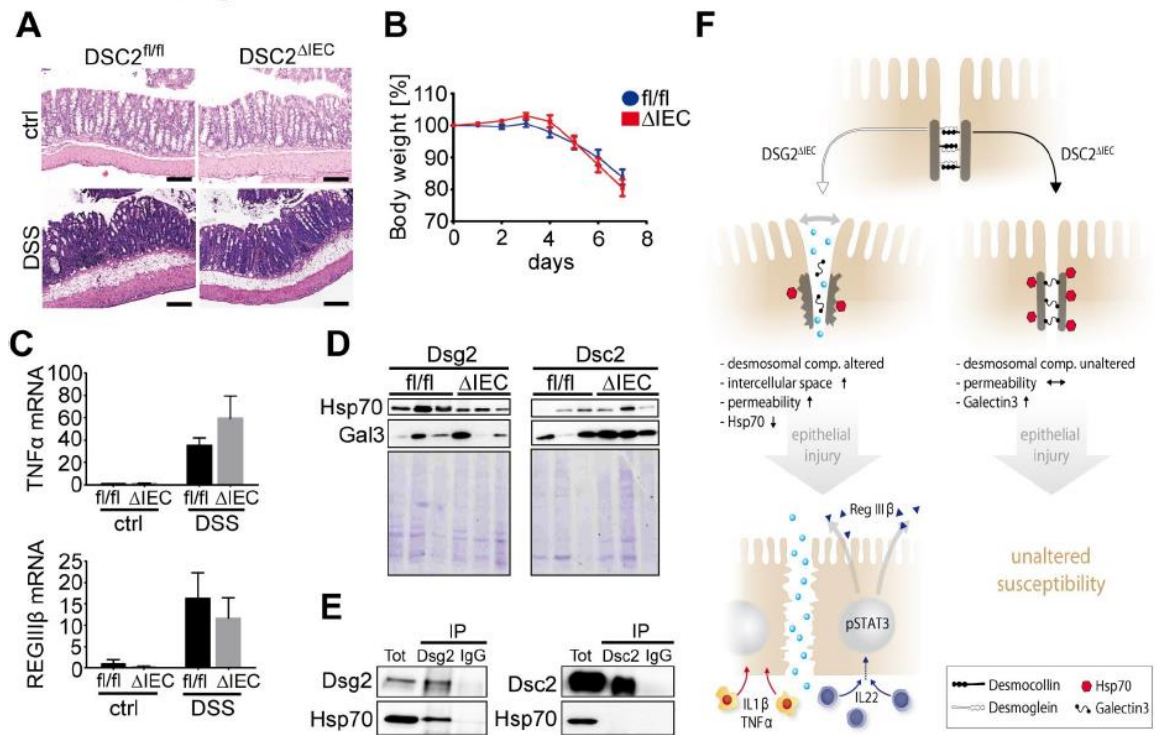 A
DSC2fl/fl
DSC2ΔIEC
ctrl
DSS
B
Body weight [%]
110
100
90
80
70
0
2
4
6
8
days
fl/fl
ΔIEC
C
TNFα mRNA
100
80
60
40
20
0
fl/fl ΔIEC fl/fl ΔIEC
ctrl DSS
REGIIIβ mRNA
25
20
15
10
5
0
fl/fl ΔIEC fl/fl ΔIEC
ctrl DSS
D
Dsg2 Dsc2
fl/fl ΔIEC fl/fl ΔIEC
Hsp70
Gal3
E
IP IP
Tot Dsg2 IgG Tot Dsc2 IgG
Dsg2 Dsc2
Hsp70 Hsp70
F
DSG2ΔIEC
DSC2ΔIEC
- desmosomal comp. altered
- intercellular space ↑
- permeability ↑
- Hsp70 ↓
- desmosomal comp. unaltered
- permeability ↔
- Galectin3 ↑
epithelial
injury
epithelial
injury
Reg III β
pSTAT3
IL1β
TNFα
IL22
unaltered
susceptibility
Desmocollin
Desmoglein
Hsp70
Galectin3